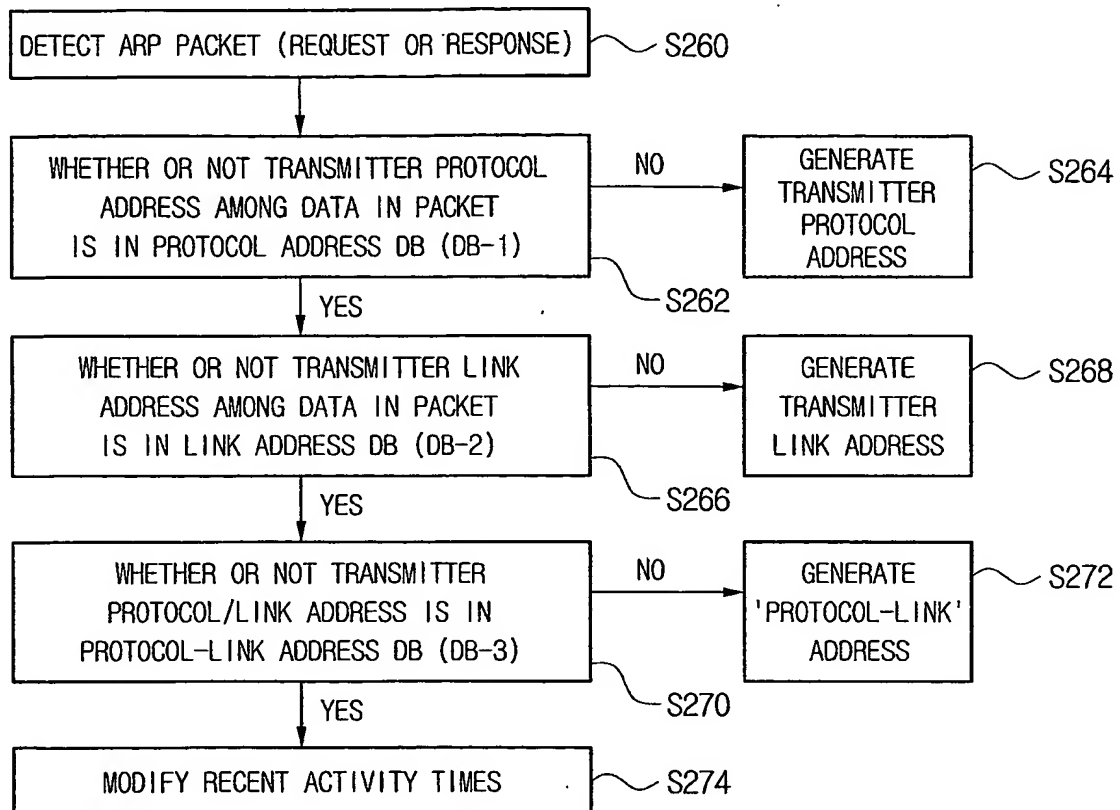 DETECT ARP PACKET (REQUEST OR RESPONSE)
S260
WHETHER OR NOT TRANSMITTER PROTOCOL
ADDRESS AMONG DATA IN PACKET
IS IN PROTOCOL ADDRESS DB (DB-1)
NO
GENERATE
TRANSMITTER
PROTOCOL
ADDRESS
S264
S262
YES
WHETHER OR NOT TRANSMITTER LINK
ADDRESS AMONG DATA IN PACKET
IS IN LINK ADDRESS DB (DB-2)
NO
GENERATE
TRANSMITTER
LINK ADDRESS
S268
S266
YES
WHETHER OR NOT TRANSMITTER
PROTOCOL/LINK ADDRESS IS IN
PROTOCOL-LINK ADDRESS DB (DB-3)
NO
GENERATE
'PROTOCOL-LINK'
ADDRESS
S272
S270
YES
MODIFY RECENT ACTIVITY TIMES
S274